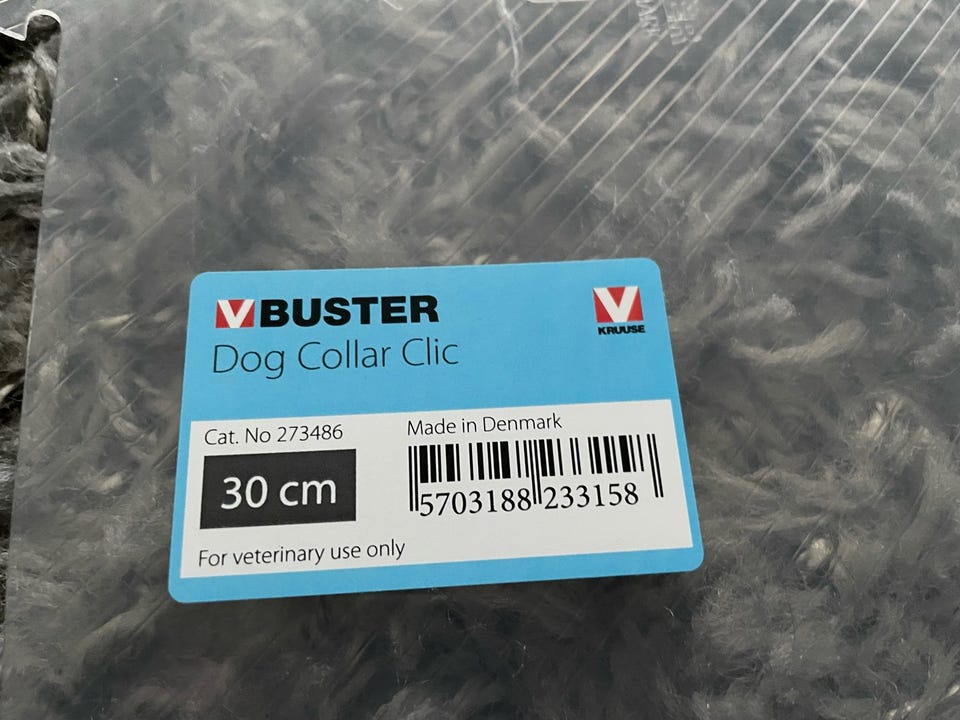 BUSTER
Dog Collar Clic
KRUUSE
Cat. No 273486
30 cm
For veterinary use only
Made in Denmark
5703188 233158